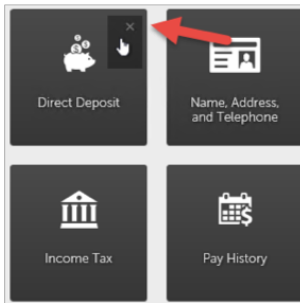 Direct Deposit
Name, Address,
and Telephone
Income Tax
Pay History